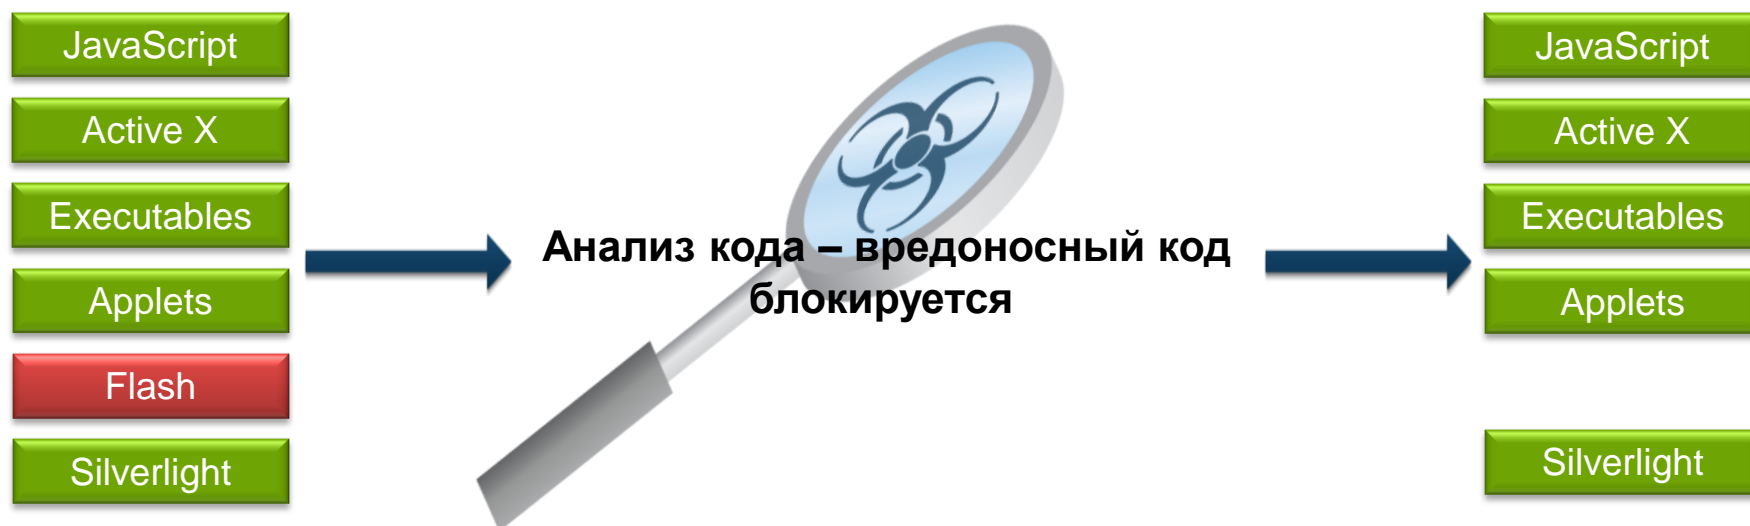 JavaScript
Active X
Executables
Applets
Flash
Silverlight
Анализ кода – вредоносный код
блокируется
JavaScript
Active X
Executables
Applets
Silverlight